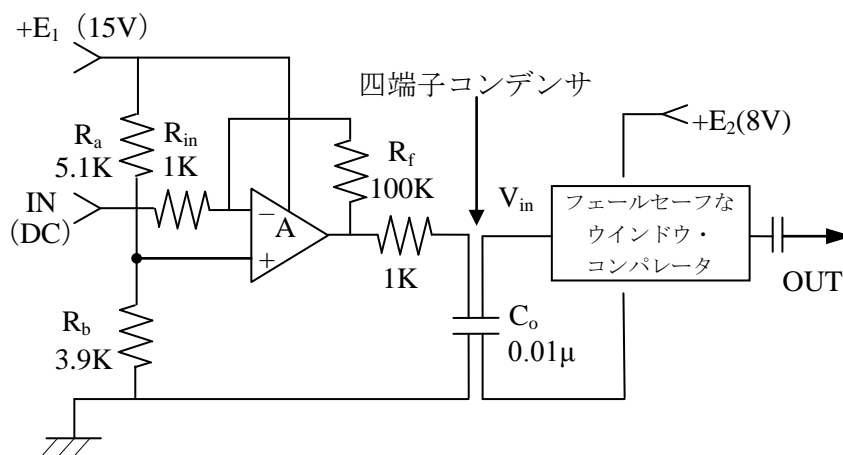 +E₁ (15V)
四端子コンデンサ
+E₂(8V)
Rₐ
5.1K
Rᵢₙ
1K
R_f
100K
IN
(DC)
−
A
+
1K
Vᵢₙ
フェールセーフな
ウインドウ・
コンパレータ
OUT
R_b
3.9K
Cₒ
0.01μ